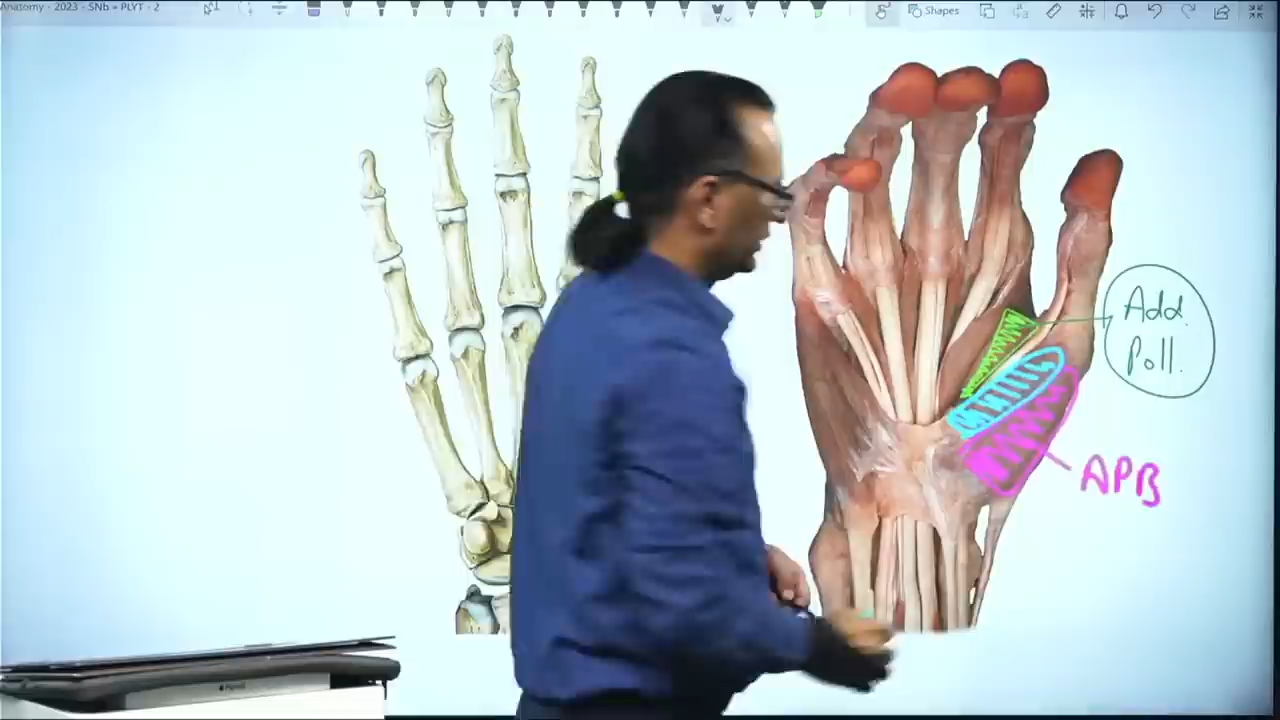 Anatomy - 2023 - SNb = PLYT - 2
Shapes
Add.
Poll.
APB